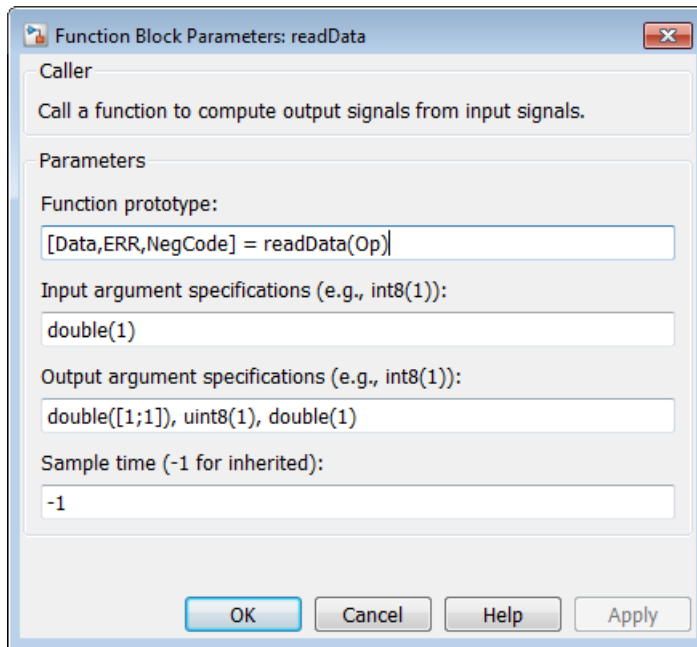 Function Block Parameters: readData
Caller
Call a function to compute output signals from input signals.
Parameters
Function prototype:
[Data,ERR,NegCode] = readData(Op)
Input argument specifications (e.g., int8(1)):
double(1)
Output argument specifications (e.g., int8(1)):
double([1;1]), uint8(1), double(1)
Sample time (-1 for inherited):
-1
OK Cancel Help Apply